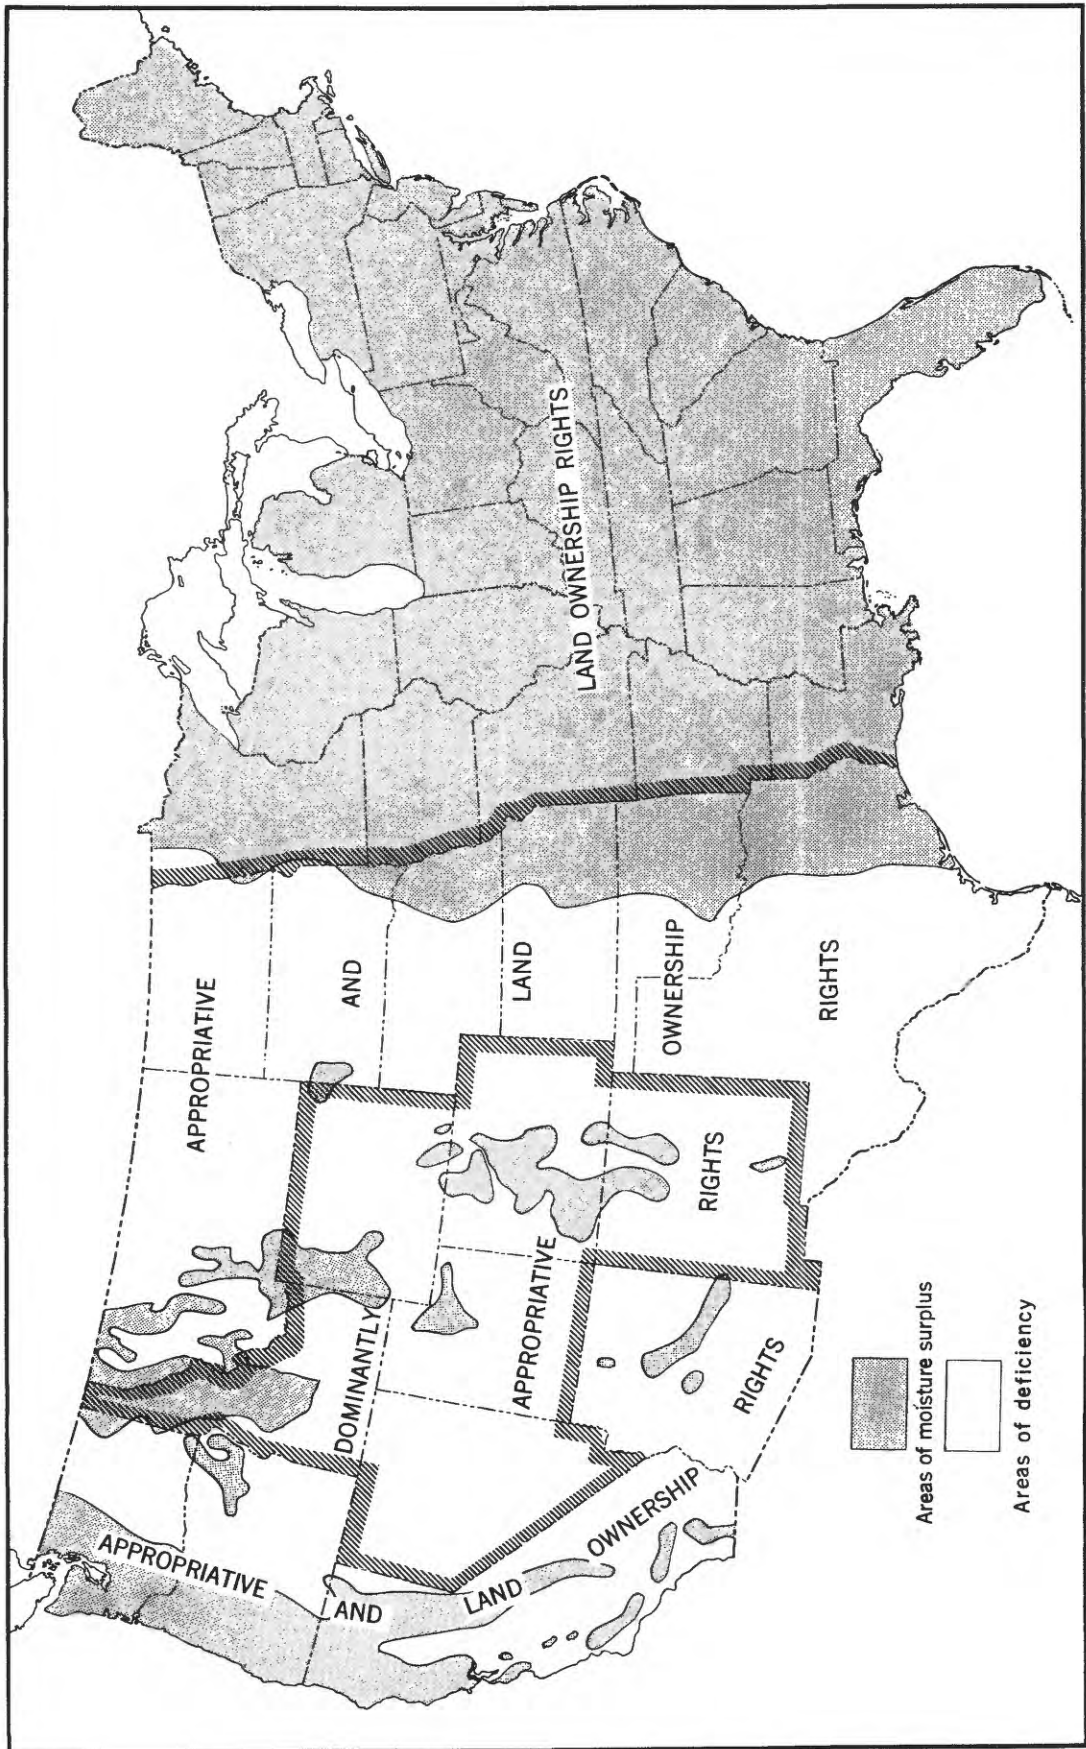 APPROPRIATIVE
AND
LAND
OWNERSHIP
APPROPRIATIVE
AND
LAND
OWNERSHIP
RIGHTS
DOMINANTLY
APPROPRIATIVE
RIGHTS
RIGHTS
LAND OWNERSHIP RIGHTS
Areas of moisture surplus
Areas of deficiency